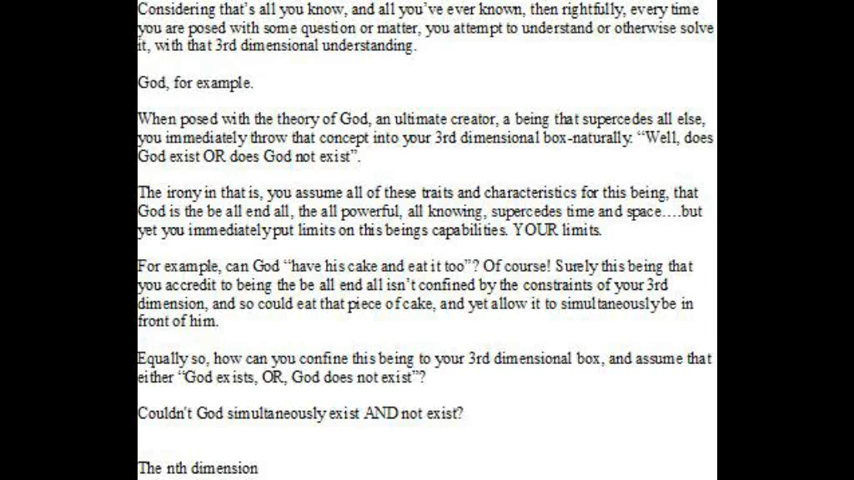 Considering that's all you know, and all you've ever known, then rightfully, every time
you are posed with some question or matter, you attempt to understand or otherwise solve
it, with that 3rd dimensional understanding.
God, for example.
When posed with the theory of God, an ultimate creator, a being that supercedes all else,
you immediately throw that concept into your 3rd dimensional box-naturally. “Well, does
God exist OR does God not exist”.
The irony in that is, you assume all of these traits and characteristics for this being, that
God is the be all end all, the all powerful, all knowing, supercedes time and space….but
yet you immediately put limits on this beings capabilities. YOUR limits.
For example, can God “have his cake and eat it too”? Of course! Surely this being that
you accredit to being the be all end all isn't confined by the constraints of your 3rd
dimension, and so could eat that piece of cake, and yet allow it to simultaneously be in
front of him.
Equally so, how can you confine this being to your 3rd dimensional box, and assume that
either “God exists, OR, God does not exist”?
Couldn't God simultaneously exist AND not exist?
The nth dimension